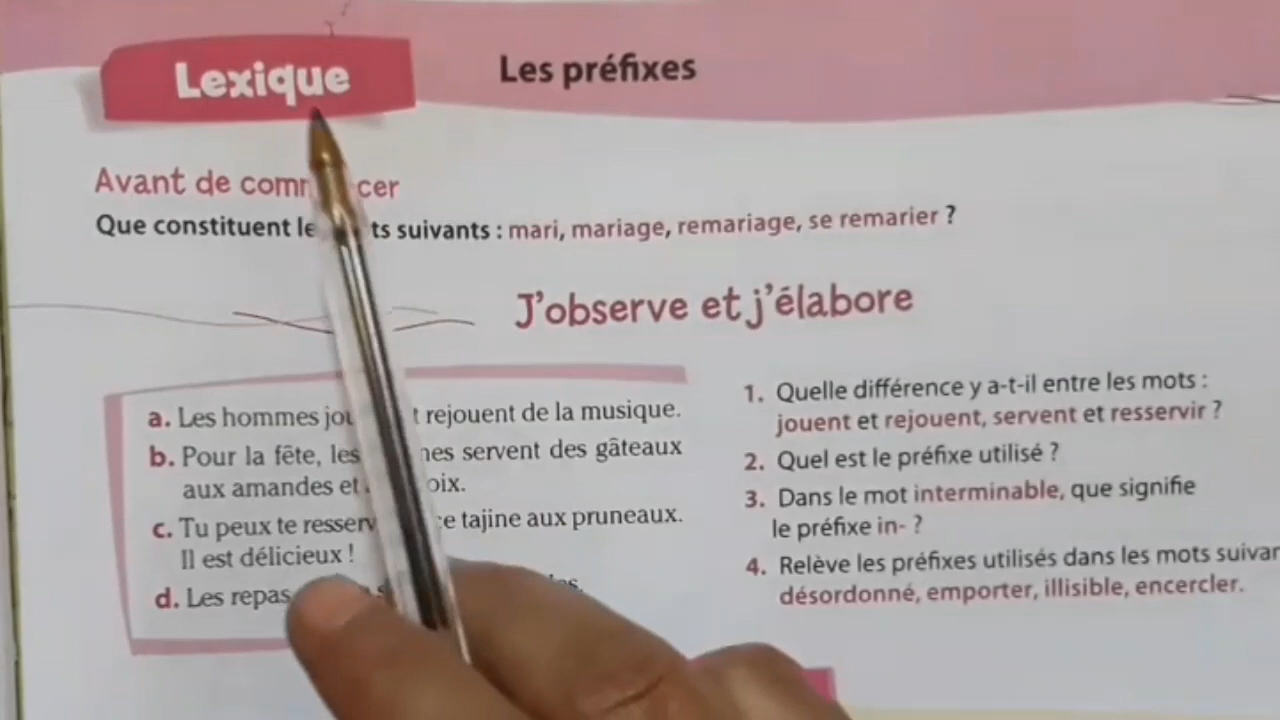 Lexique
Les préfixes
Avant de comm cer
Que constituent le ts suivants : mari, mariage, remariage, se remarier ?
J'observe et j'élabore
a. Les hommes jou t rejouent de la musique.
b. Pour la fête, les nes servent des gâteaux
aux amandes et oix.
c. Tu peux te resserv ce tajine aux pruneaux.
Il est délicieux !
d. Les repas
1. Quelle différence y a-t-il entre les mots :
jouent et rejouent, servent et resservir ?
2. Quel est le préfixe utilisé ?
3. Dans le mot interminable, que signifie
le préfixe in- ?
4. Relève les préfixes utilisés dans les mots suivan
désordonné, emporter, illisible, encercler.